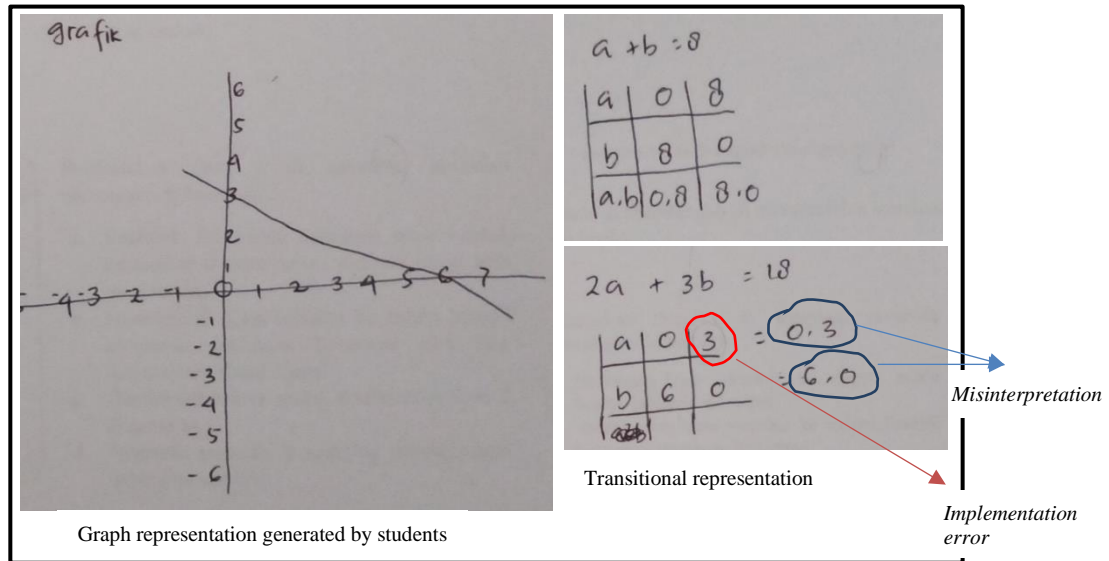 grafik
6
5
4
3
2
1
-4 -3 -2 -1 1 2 3 4 5 6 7
-1
-2
-3
-4
-5
-6
Graph representation generated by students
a + b = 8
a 0 8
b 8 0
a.b 0.8 8.0
2a + 3b = 18
a 0 3 = 0.3
b 6 0 = 6.0
Transitional representation
Misinterpretation
Implementation
error